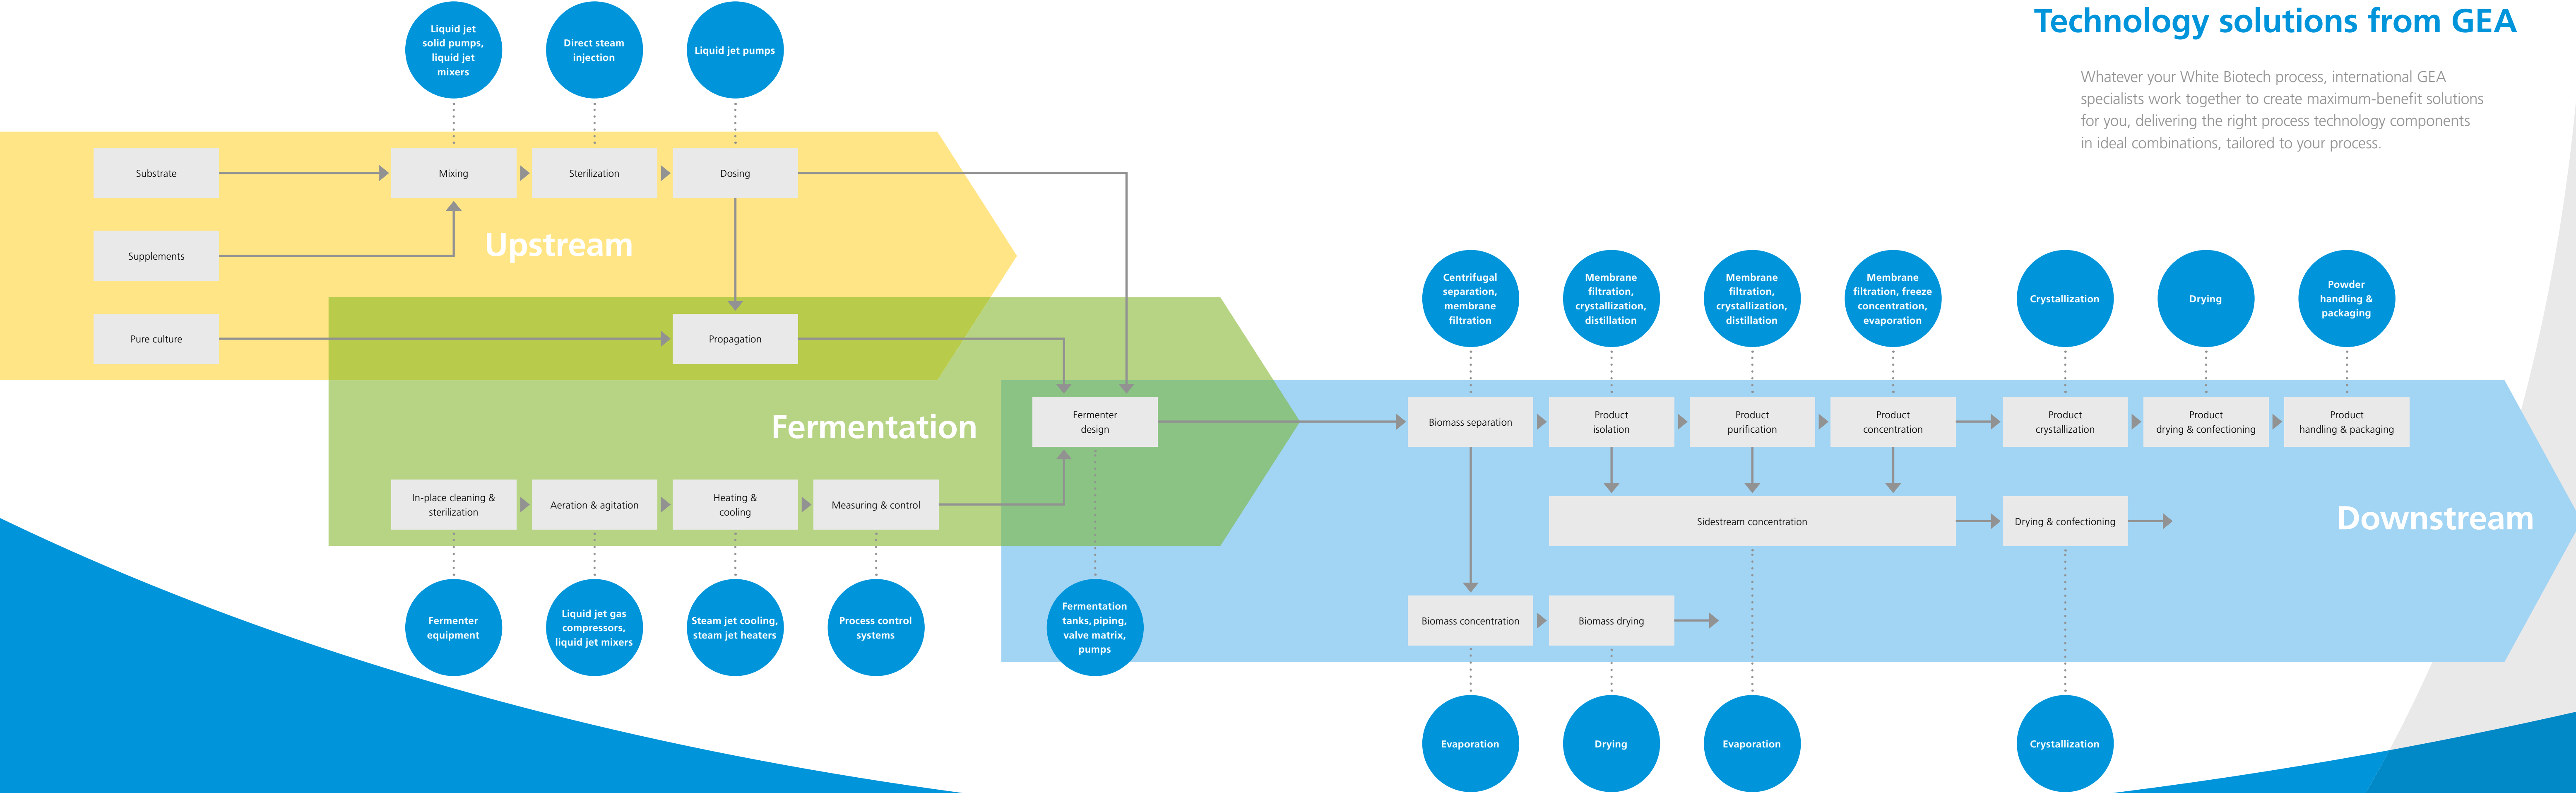 Technology solutions from GEA
Whatever your White Biotech process, international GEA
specialists work together to create maximum-benefit solutions
for you, delivering the right process technology components
in ideal combinations, tailored to your process.
Liquid jet
solid pumps,
liquid jet
mixers
Direct steam
injection
Liquid jet pumps
Substrate
Mixing
Sterilization
Dosing
Supplements
Upstream
Pure culture
Propagation
Fermentation
Fermenter
design
In-place cleaning &
sterilization
Aeration & agitation
Heating &
cooling
Measuring & control
Fermenter
equipment
Liquid jet gas
compressors,
liquid jet mixers
Steam jet cooling,
steam jet heaters
Process control
systems
Fermentation
tanks, piping,
valve matrix,
pumps
Centrifugal
separation,
membrane
filtration
Membrane
filtration,
crystallization,
distillation
Membrane
filtration,
crystallization,
distillation
Membrane
filtration, freeze
concentration,
evaporation
Crystallization
Drying
Powder
handling &
packaging
Biomass separation
Product
isolation
Product
purification
Product
concentration
Product
crystallization
Product
drying & confectioning
Product
handling & packaging
Sidestream concentration
Drying & confectioning
Downstream
Biomass concentration
Biomass drying
Evaporation
Drying
Evaporation
Crystallization